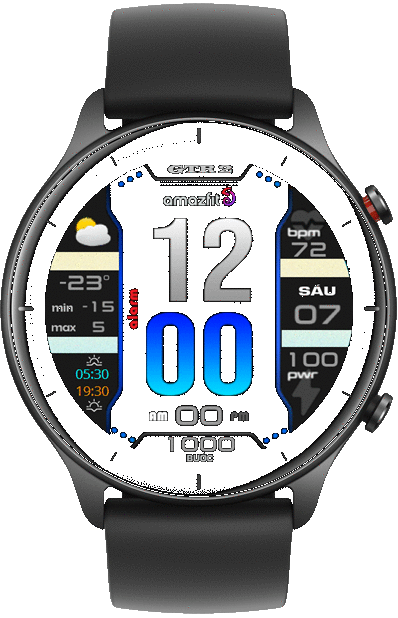 GTR 2
amazfit
bpm
72
12
-23°
min -15
max 5
alarm
SÁU
07
00
05:30
19:30
100
pwr
AM 00 PM
1000
BƯỚC